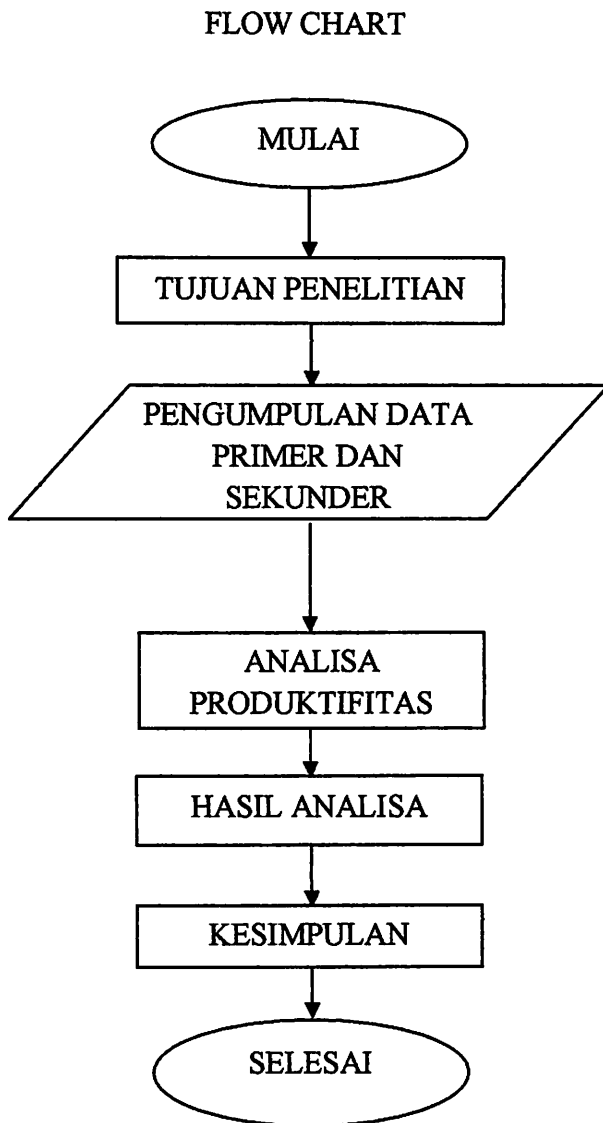 FLOW CHART
MULAI
TUJUAN PENELITIAN
PENGUMPULAN DATA
PRIMER DAN
SEKUNDER
ANALISA
PRODUKTIFITAS
HASIL ANALISA
KESIMPULAN
SELESAI